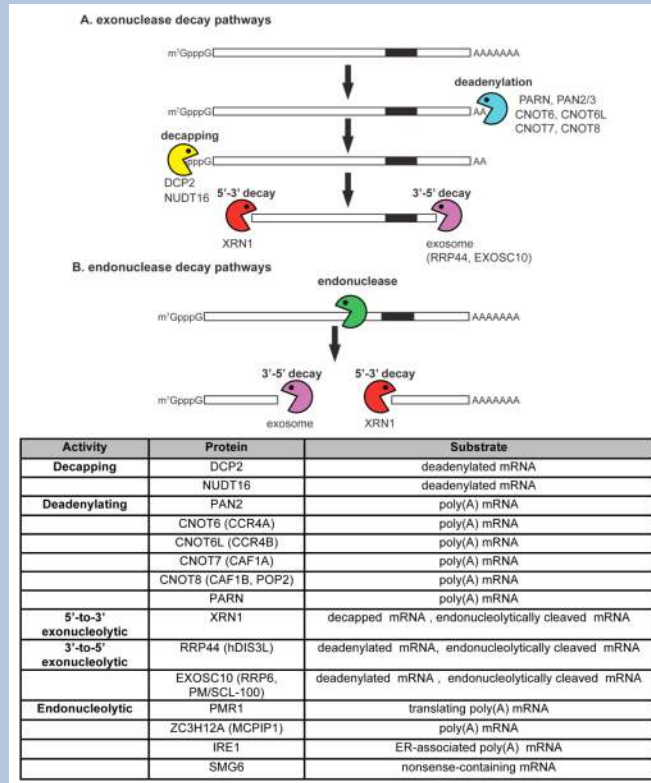 A. exonuclease decay pathways
m⁷GpppG AAAAAAA
deadenylation
m⁷GpppG AA PARN, PAN2/3
CNOT6, CNOT6L
CNOT7, CNOT8
decapping
pppG AA
DCP2
NUDT16
5'-3' decay 3'-5' decay
XRN1 exosome
(RRP44, EXOSC10)
B. endonuclease decay pathways
endonuclease
m⁷GpppG AAAAAAA
3'-5' decay 5'-3' decay
m⁷GpppG AAAAAAA
exosome XRN1
Activity Protein Substrate
Decapping DCP2 deadenylated mRNA
NUDT16 deadenylated mRNA
Deadenylating PAN2 poly(A) mRNA
CNOT6 (CCR4A) poly(A) mRNA
CNOT6L (CCR4B) poly(A) mRNA
CNOT7 (CAF1A) poly(A) mRNA
CNOT8 (CAF1B, POP2) poly(A) mRNA
PARN poly(A) mRNA
5'-to-3' XRN1 decapped mRNA , endonucleolytically cleaved mRNA
exonucleolytic
3'-to-5' RRP44 (hDIS3L) deadenylated mRNA, endonucleolytically cleaved mRNA
exonucleolytic
EXOSC10 (RRP6, deadenylated mRNA , endonucleolytically cleaved mRNA
PM/SCL-100)
Endonucleolytic PMR1 translating poly(A) mRNA
ZC3H12A (MCPIP1) poly(A) mRNA
IRE1 ER-associated poly(A) mRNA
SMG6 nonsense-containing mRNA